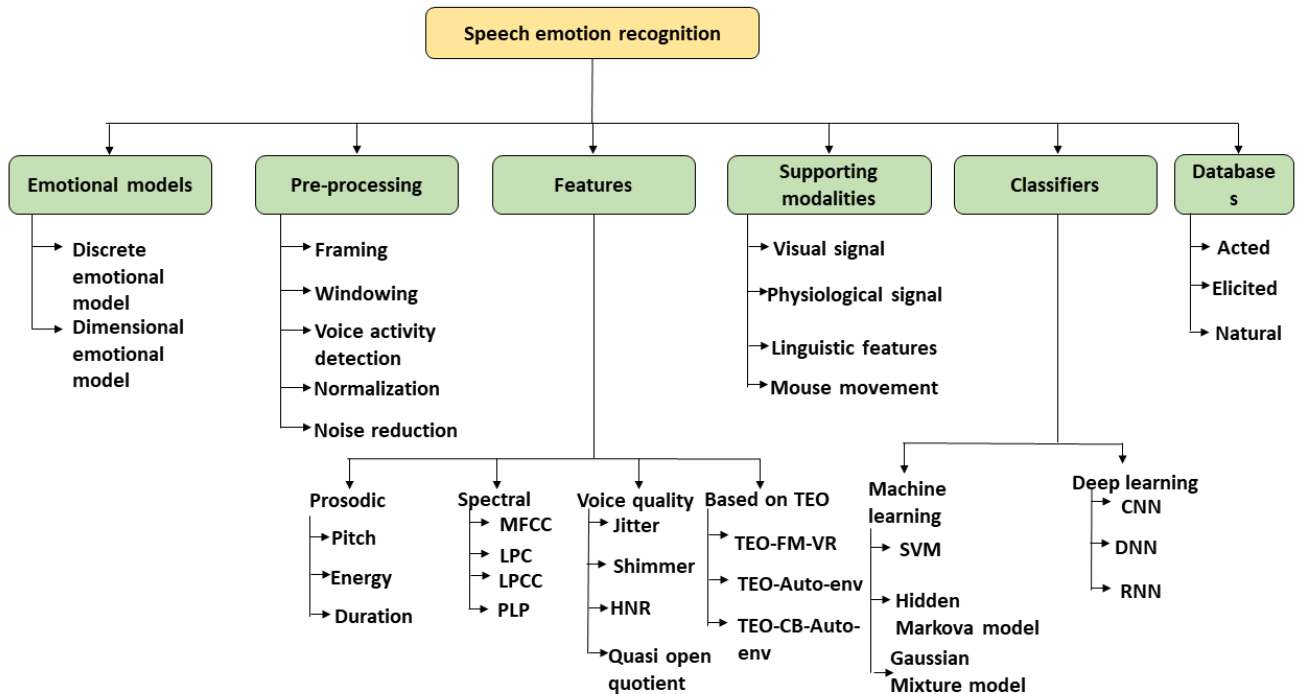 Speech emotion recognition
Emotional models
Pre-processing
Features
Supporting
modalities
Classifiers
Database
s
Discrete
emotional
model
Dimensional
emotional
model
Framing
Windowing
Voice activity
detection
Normalization
Noise reduction
Visual signal
Physiological signal
Linguistic features
Mouse movement
Acted
Elicited
Natural
Prosodic
Pitch
Energy
Duration
Spectral
MFCC
LPC
LPCC
PLP
Voice quality
Jitter
Shimmer
HNR
Quasi open
quotient
Based on TEO
TEO-FM-VR
TEO-Auto-env
TEO-CB-Auto-
env
Machine
learning
SVM
Hidden
Markova model
Gaussian
Mixture model
Deep learning
CNN
DNN
RNN